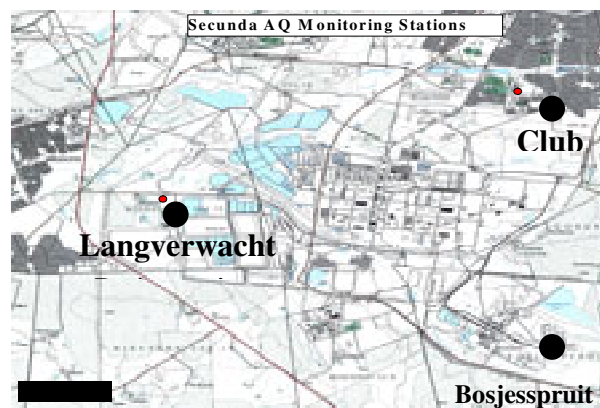 Secunda AQ Monitoring Stations
Club
Langverwacht
Bosjesspruit